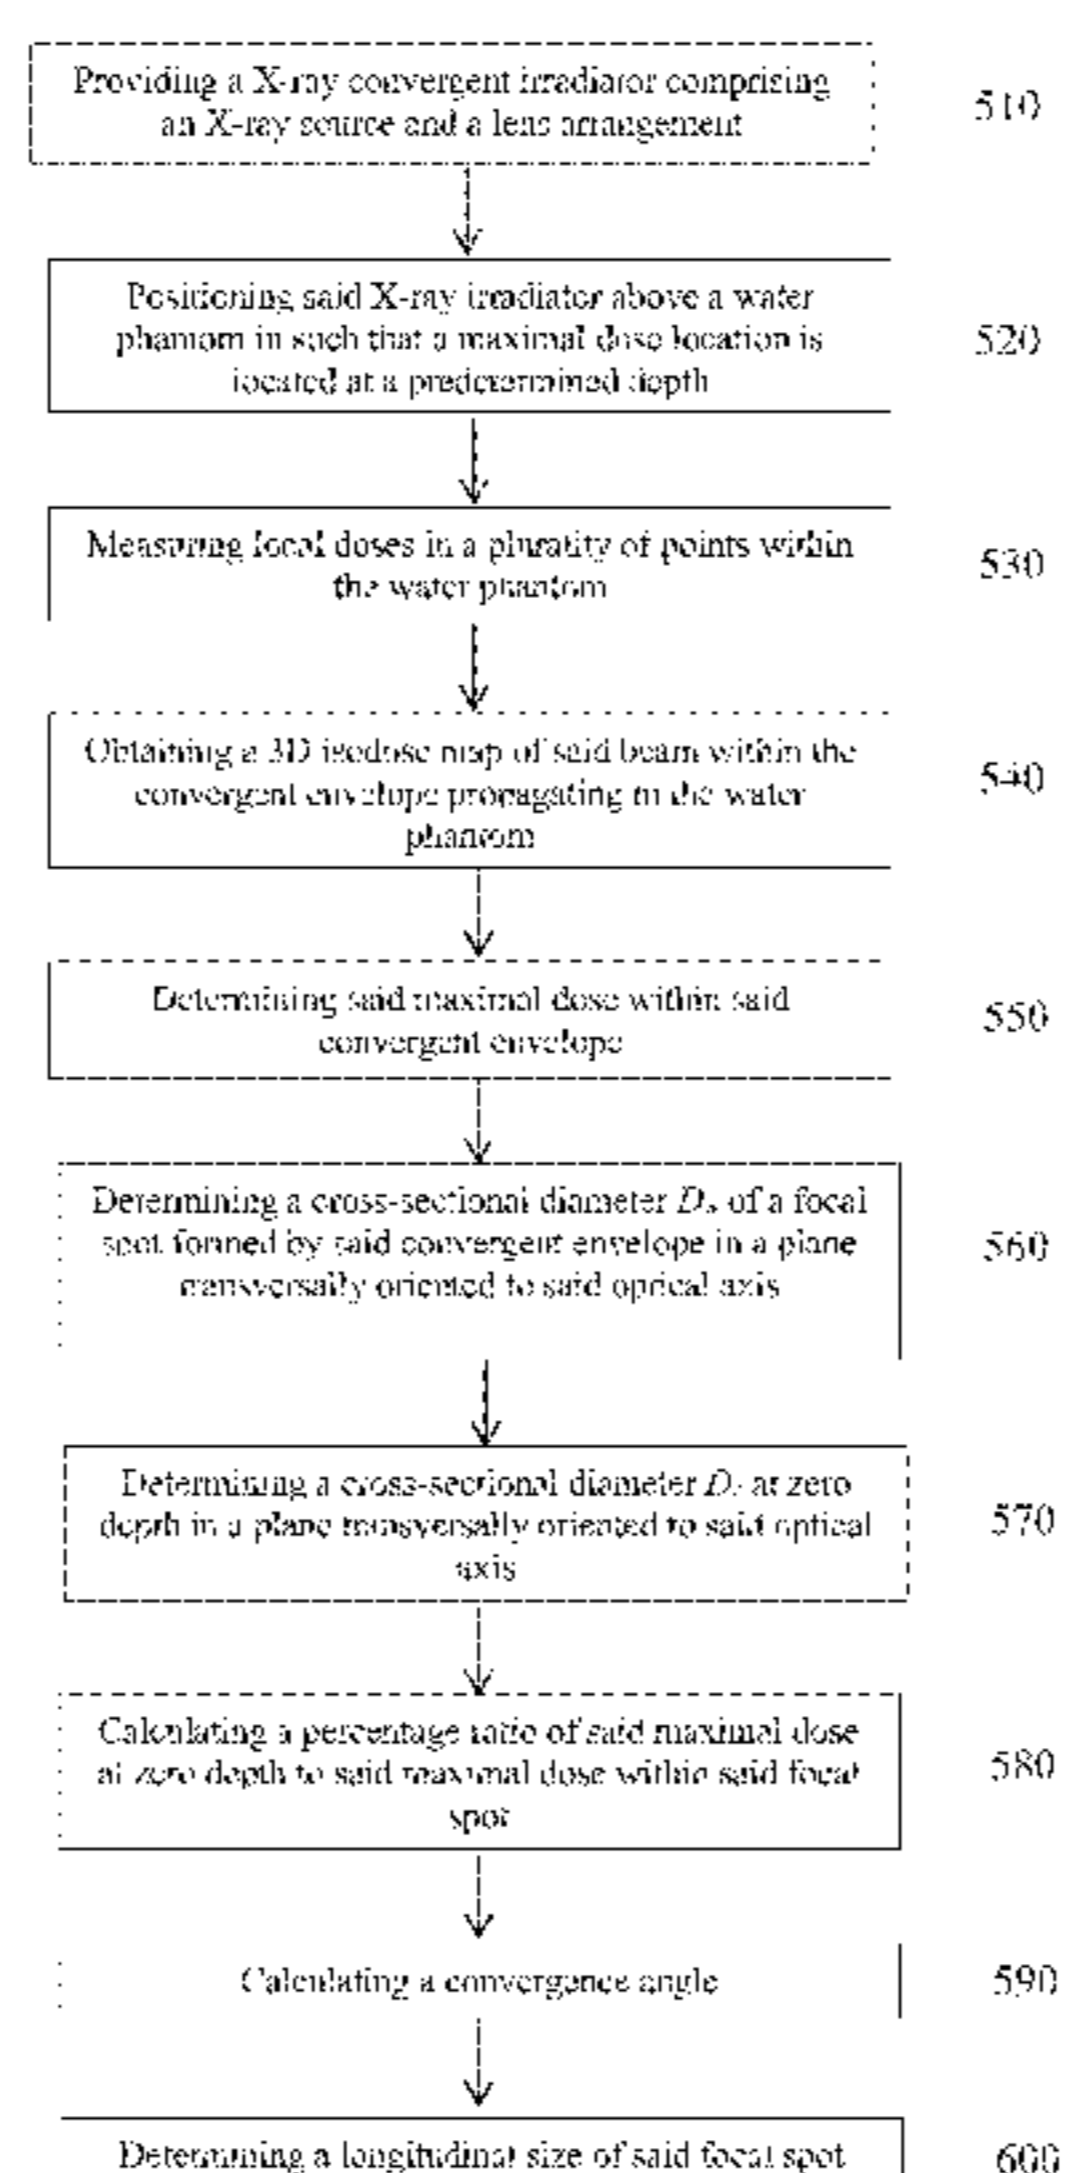 Providing a X-ray convergent irradiator comprising
an X-ray source and a lens arrangement
510
Positioning said X-ray irradiator above a water
phantom in such that a maximal dose location is
located at a predetermined depth
520
Measuring local doses in a plurality of points within
the water phantom
530
Obtaining a 3D isodose map of said beam within the
convergent envelope propagating in the water
phantom
540
Determining said maximal dose within said
convergent envelope
550
Determining a cross-sectional diameter of a focal
spot formed by said convergent envelope in a plane
transversally oriented to said optical axis
560
Determining a cross-sectional diameter at zero
depth in a plane transversally oriented to said optical
axis
570
Calculating a percentage ratio of said maximal dose
at zero depth to said maximal dose within said focal
spot
580
Calculating a convergence angle
590
Determining a longitudinal size of said focal spot
600